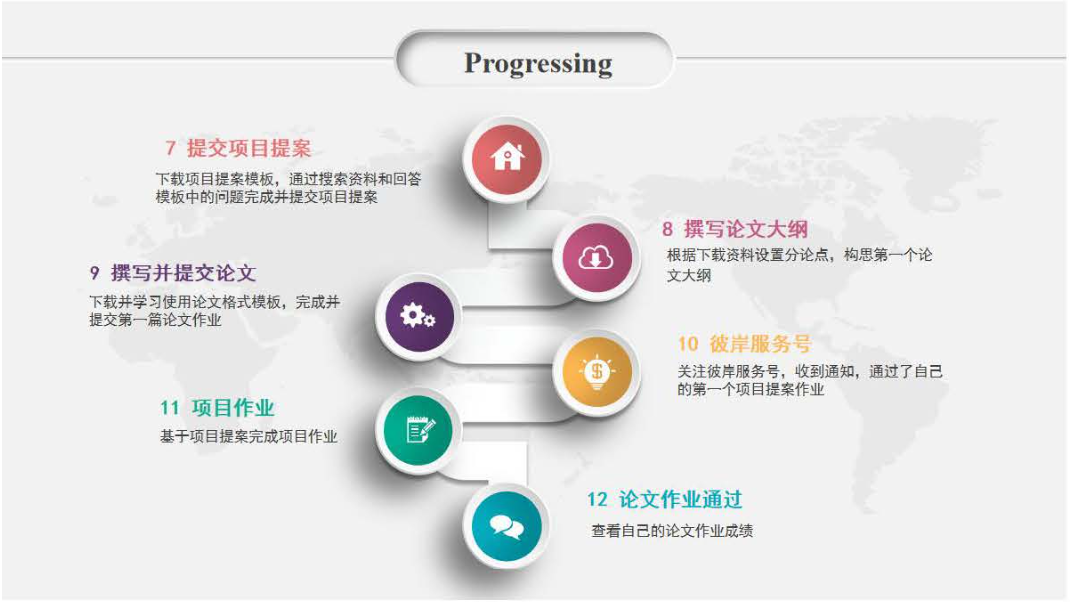 Progressing
7 提交项目提案
下载项目提案模板，通过搜索资料和回答
模板中的问题完成并提交项目提案
8 撰写论文大纲
根据下载资料设置分论点，构思第一个论
文大纲
9 撰写并提交论文
下载并学习使用论文格式模板，完成并
提交第一篇论文作业
10 彼岸服务号
关注彼岸服务号，收到通知，通过了自己
的第一个项目提案作业
11 项目作业
基于项目提案完成项目作业
12 论文作业通过
查看自己的论文作业成绩